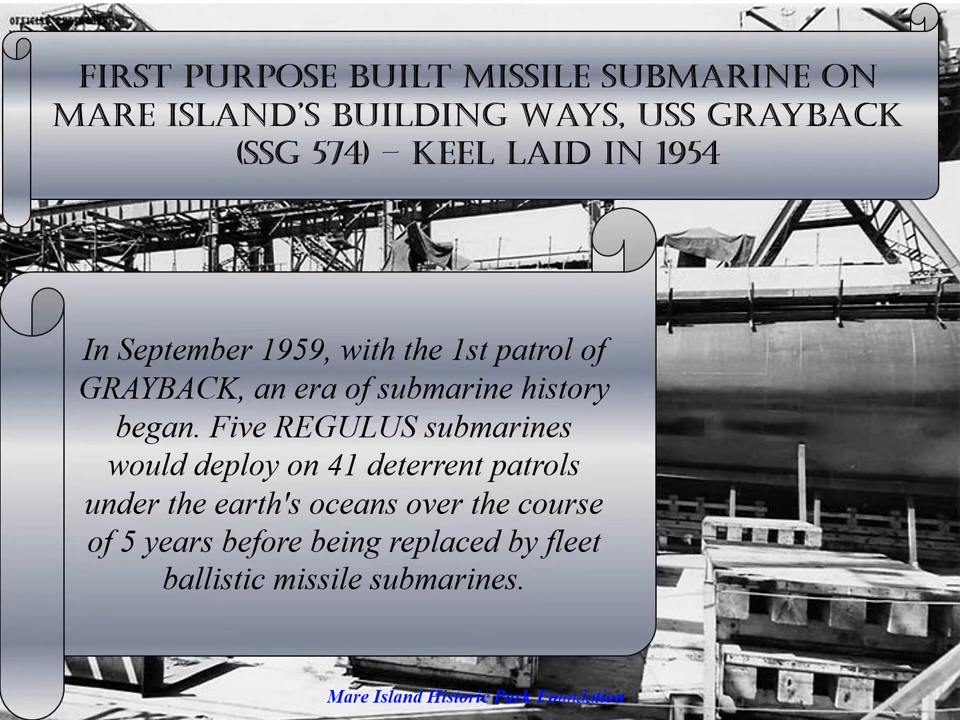 OFFICIAL
FIRST PURPOSE BUILT MISSILE SUBMARINE ON
MARE ISLAND’S BUILDING WAYS, USS GRAYBACK
(SSG 574) – KEEL LAID IN 1954
In September 1959, with the 1st patrol of
GRAYBACK, an era of submarine history
began. Five REGULUS submarines
would deploy on 41 deterrent patrols
under the earth's oceans over the course
of 5 years before being replaced by fleet
ballistic missile submarines.
Mare Island Historic Park Foundation